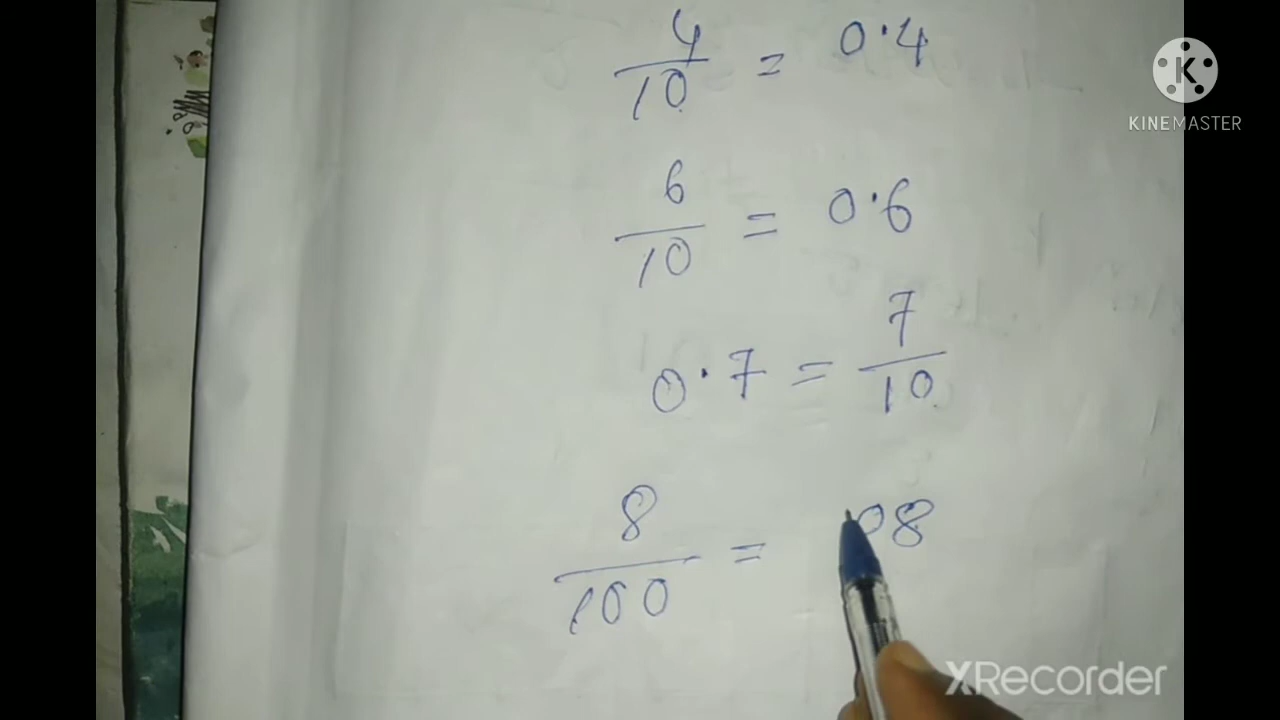 4/10 = 0.4
KINEMASTER
6/10 = 0.6
0.7 = 7/10
8/100 = 08
XRecorder